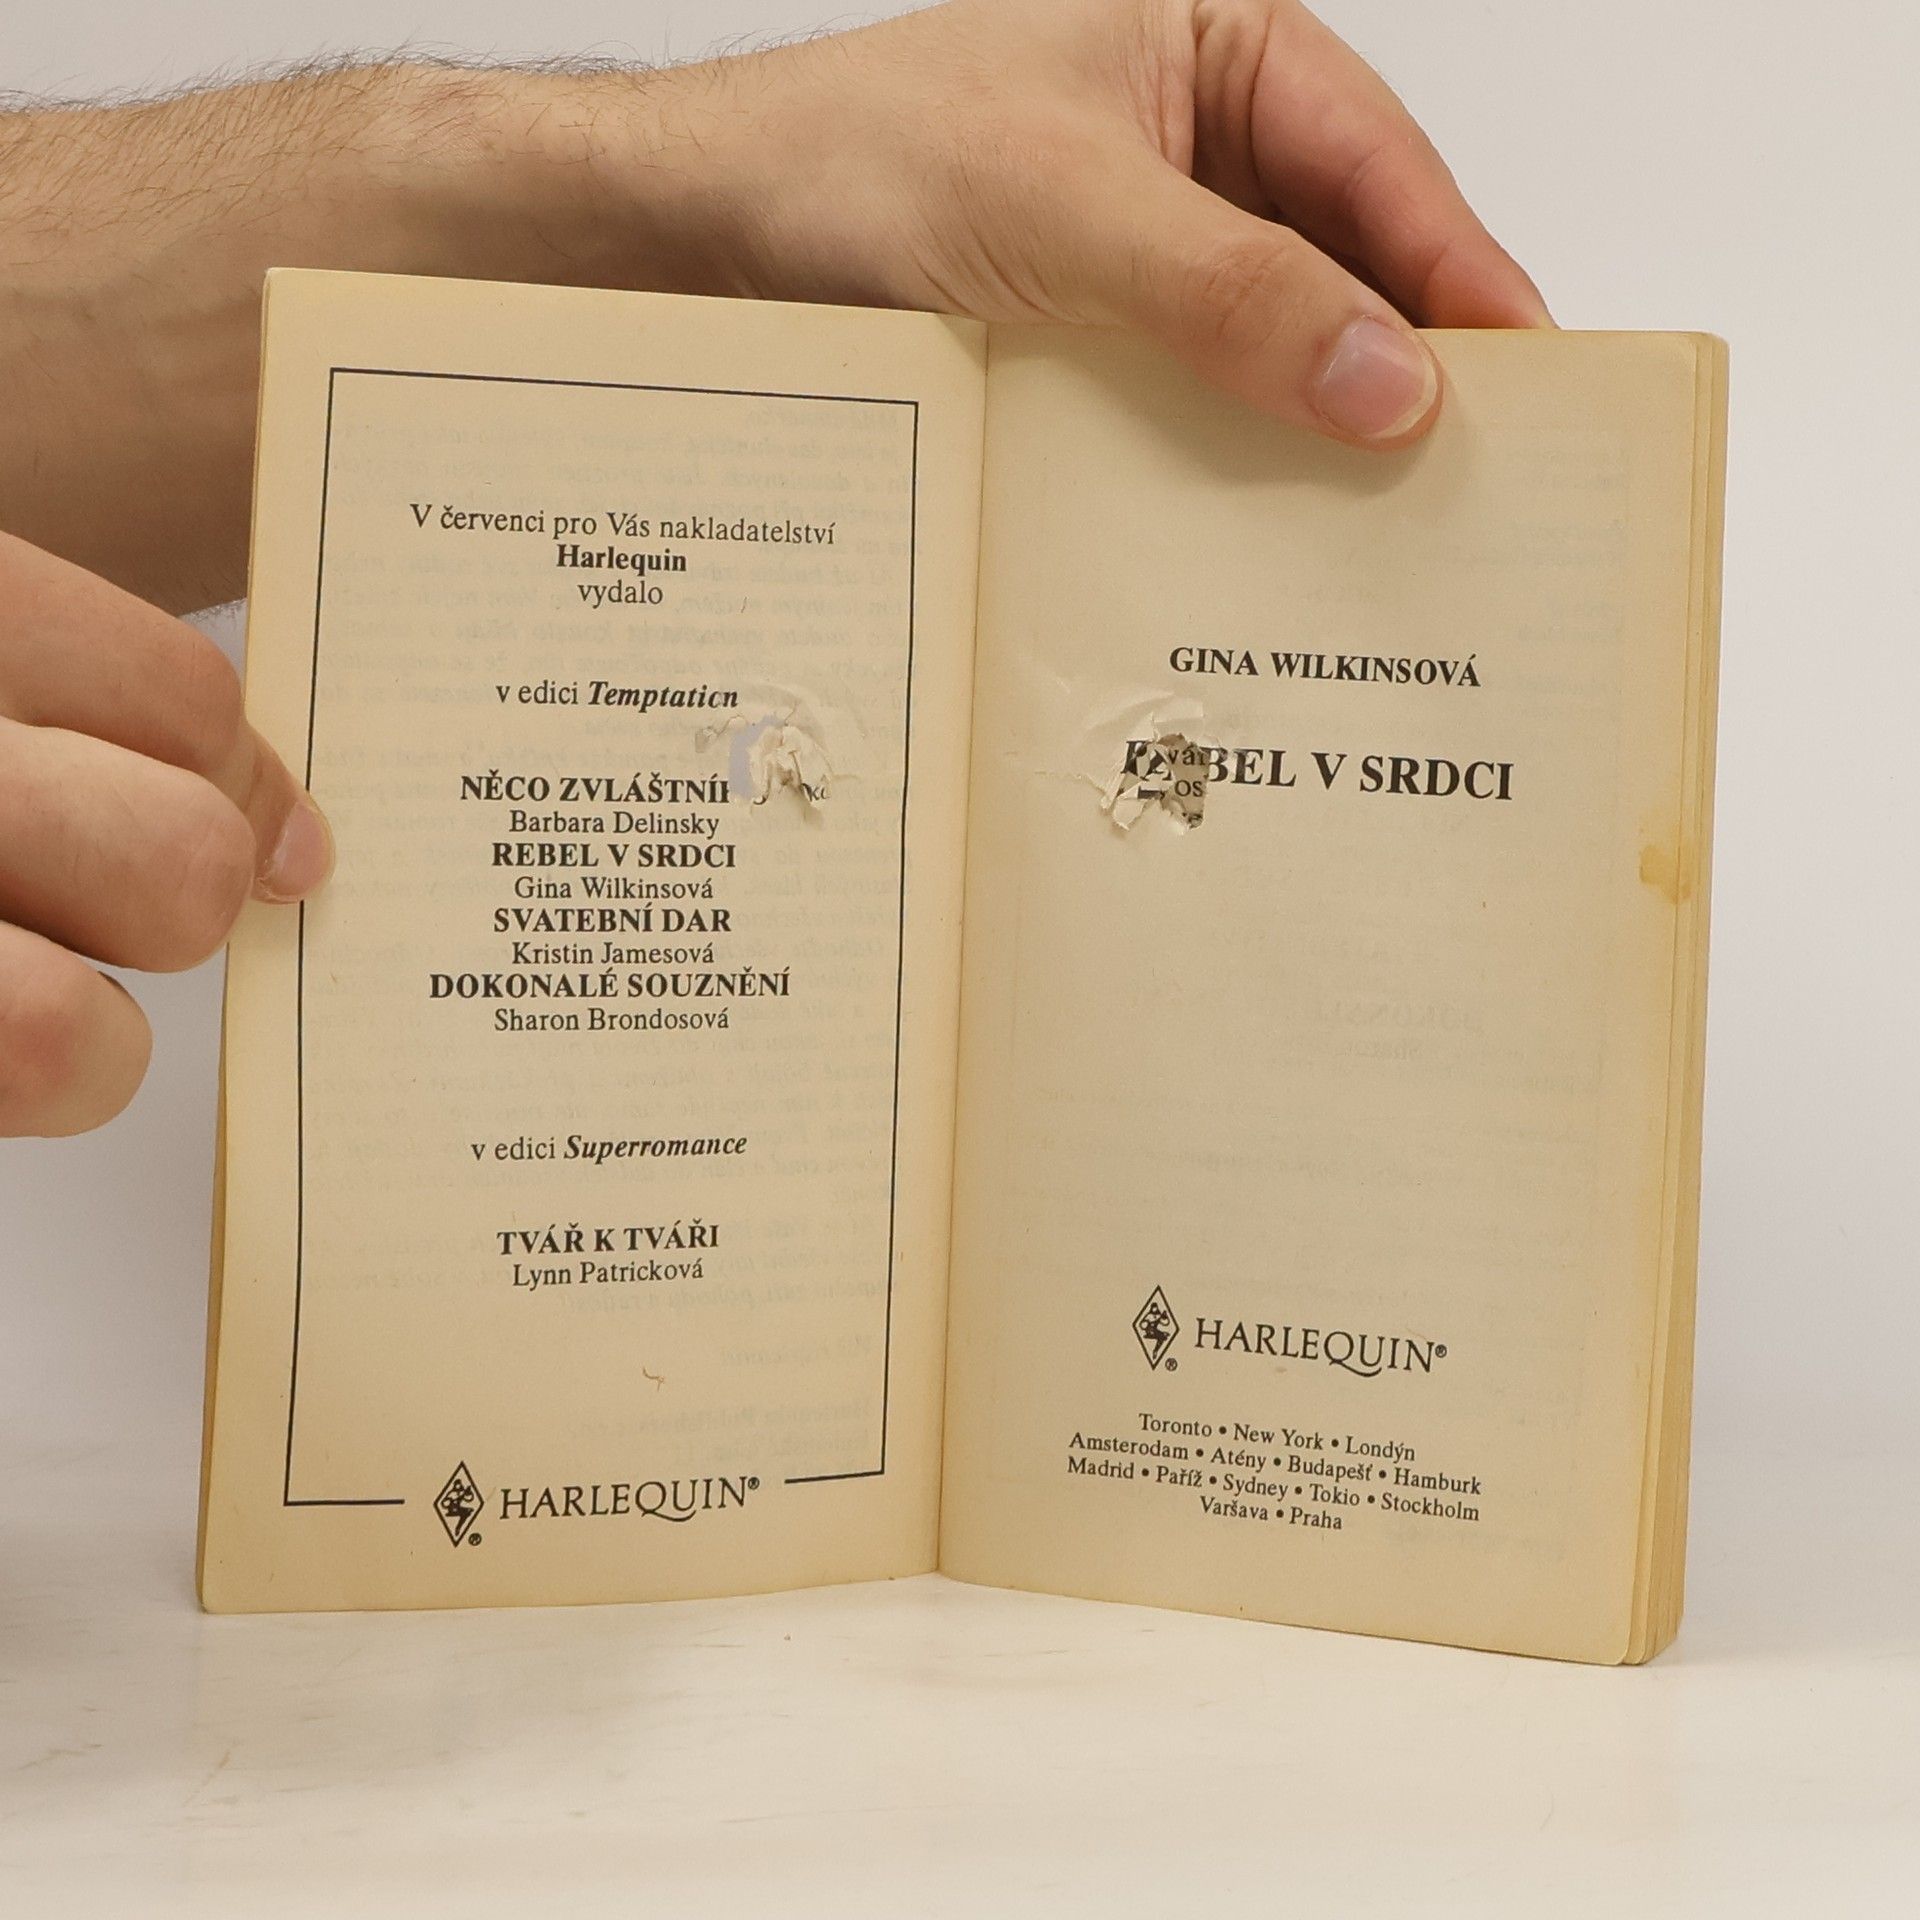 V červenci pro Vás nakladatelství
Harlequin
vydalo
v edici Temptation
NĚCO ZVLÁŠTNÍH
Barbara Delinsky
REBEL V SRDCI
Gina Wilkinsová
SVATEBNÍ DAR
Kristin Jamesová
DOKONALÉ SOUZNĚNÍ
Sharon Brondosová
v edici Superromance
TVÁŘ K TVÁŘI
Lynn Patricková
HARLEQUIN®
GINA WILKINSOVÁ
REBEL V SRDCI
HARLEQUIN®
Toronto • New York • Londýn
Amsterodam • Atény • Budapešť • Hamburk
Madrid • Paříž • Sydney • Tokio • Stockholm
Varšava • Praha